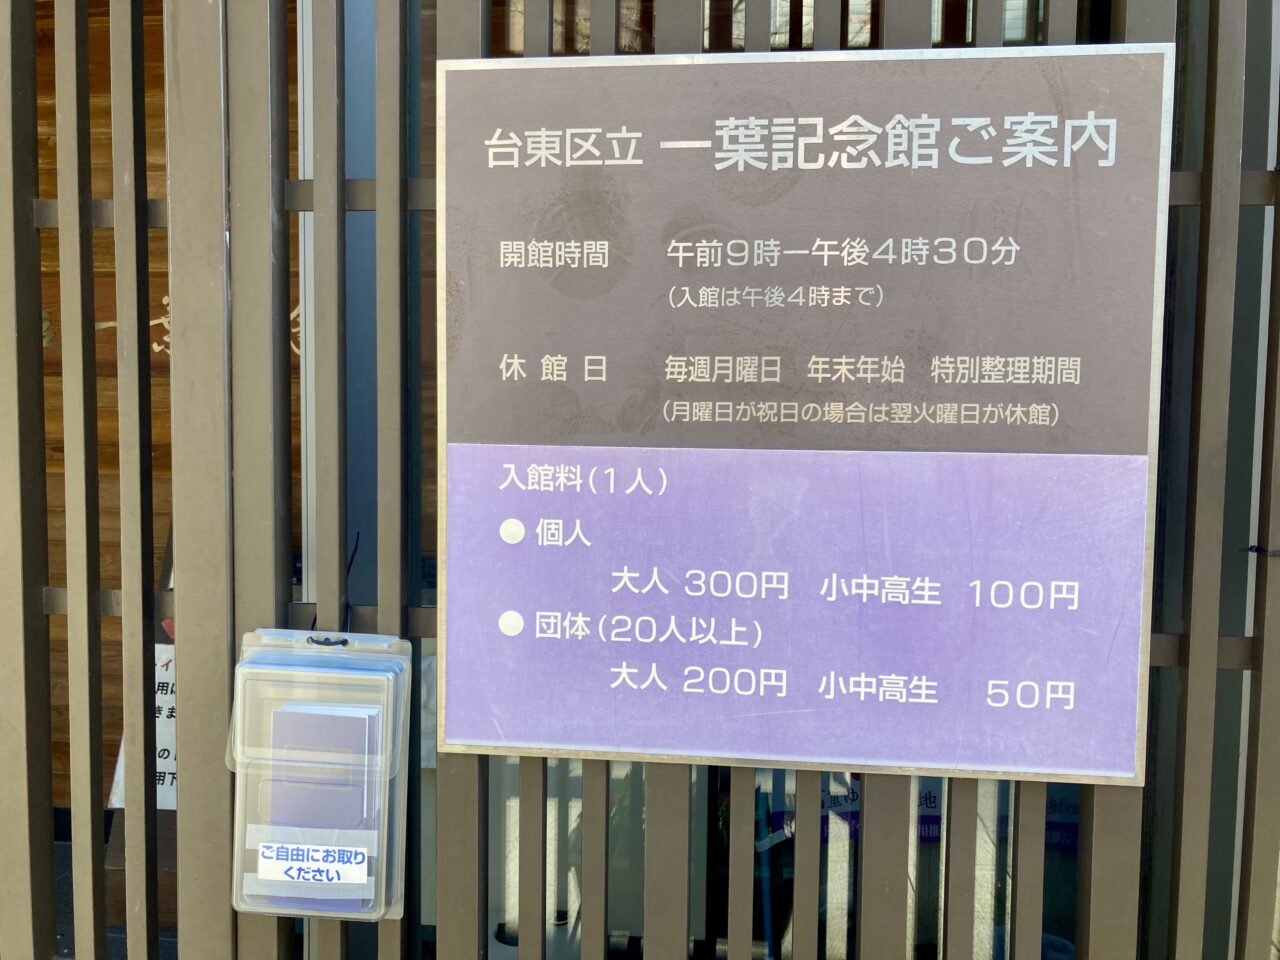 台東区立 一葉記念館ご案内
開館時間 午前9時ー午後4時30分
(入館は午後4時まで)
休館日 毎週月曜日 年末年始 特別整理期間
(月曜日が祝日の場合は翌火曜日が休館)
入館料(1人)
● 個人
大人 300円 小中高生 100円
● 団体(20人以上)
大人 200円 小中高生 50円
ご自由にお取り
ください